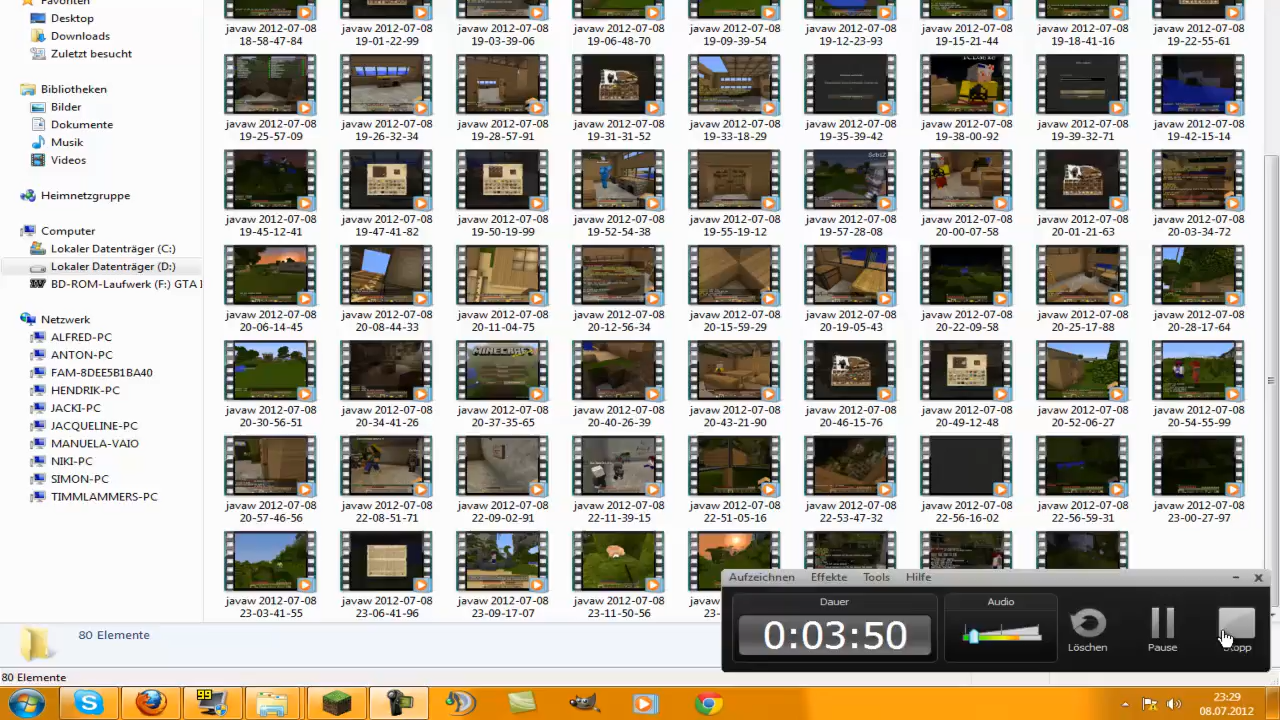 Favoriten
Desktop
Downloads
Zuletzt besucht
Bibliotheken
Bilder
Dokumente
Musik
Videos
Heimnetzgruppe
Computer
Lokaler Datenträger (C:)
Lokaler Datenträger (D:)
BD-ROM-Laufwerk (F:) GTA I
Netzwerk
ALFRED-PC
ANTON-PC
FAM-8DEE5B1BA40
HENDRIK-PC
JACKI-PC
JACQUELINE-PC
MANUELA-VAIO
NIKI-PC
SIMON-PC
TIMMLAMMERS-PC
javaw 2012-07-08 javaw 2012-07-08 javaw 2012-07-08 javaw 2012-07-08 javaw 2012-07-08 javaw 2012-07-08 javaw 2012-07-08 javaw 2012-07-08 javaw 2012-07-08
18-58-47-84 19-01-22-99 19-03-39-06 19-06-48-70 19-09-39-54 19-12-23-93 19-15-21-44 19-18-41-16 19-22-55-61
javaw 2012-07-08 javaw 2012-07-08 javaw 2012-07-08 javaw 2012-07-08 javaw 2012-07-08 javaw 2012-07-08 javaw 2012-07-08 javaw 2012-07-08 javaw 2012-07-08
19-25-57-09 19-26-32-34 19-28-57-91 19-31-31-52 19-33-18-29 19-35-39-42 19-38-00-92 19-39-32-71 19-42-15-14
javaw 2012-07-08 javaw 2012-07-08 javaw 2012-07-08 javaw 2012-07-08 javaw 2012-07-08 javaw 2012-07-08 javaw 2012-07-08 javaw 2012-07-08 javaw 2012-07-08
19-45-12-41 19-47-41-82 19-50-19-99 19-52-54-38 19-55-19-12 19-57-28-08 20-00-07-58 20-01-21-63 20-03-34-72
javaw 2012-07-08 javaw 2012-07-08 javaw 2012-07-08 javaw 2012-07-08 javaw 2012-07-08 javaw 2012-07-08 javaw 2012-07-08 javaw 2012-07-08 javaw 2012-07-08
20-06-14-45 20-08-44-33 20-11-04-75 20-12-56-34 20-15-59-29 20-19-05-43 20-22-09-58 20-25-17-88 20-28-17-64
MINECRAFT
javaw 2012-07-08 javaw 2012-07-08 javaw 2012-07-08 javaw 2012-07-08 javaw 2012-07-08 javaw 2012-07-08 javaw 2012-07-08 javaw 2012-07-08 javaw 2012-07-08
20-30-56-51 20-34-41-26 20-37-35-65 20-40-26-39 20-43-21-90 20-46-15-76 20-49-12-48 20-52-06-27 20-54-55-99
javaw 2012-07-08 javaw 2012-07-08 javaw 2012-07-08 javaw 2012-07-08 javaw 2012-07-08 javaw 2012-07-08 javaw 2012-07-08 javaw 2012-07-08 javaw 2012-07-08
20-57-46-56 22-08-51-71 22-09-02-91 22-11-39-15 22-51-05-16 22-53-47-32 22-56-16-02 22-56-59-31 23-00-27-97
javaw 2012-07-08 javaw 2012-07-08 javaw 2012-07-08 javaw 2012-07-08
23-03-41-55 23-06-41-96 23-09-17-07 23-11-50-56
Aufzeichnen Effekte Tools Hilfe
Dauer
0:03:50
Audio
Löschen
Pause
Stopp
80 Elemente
80 Elemente
99
23:29
08.07.2012